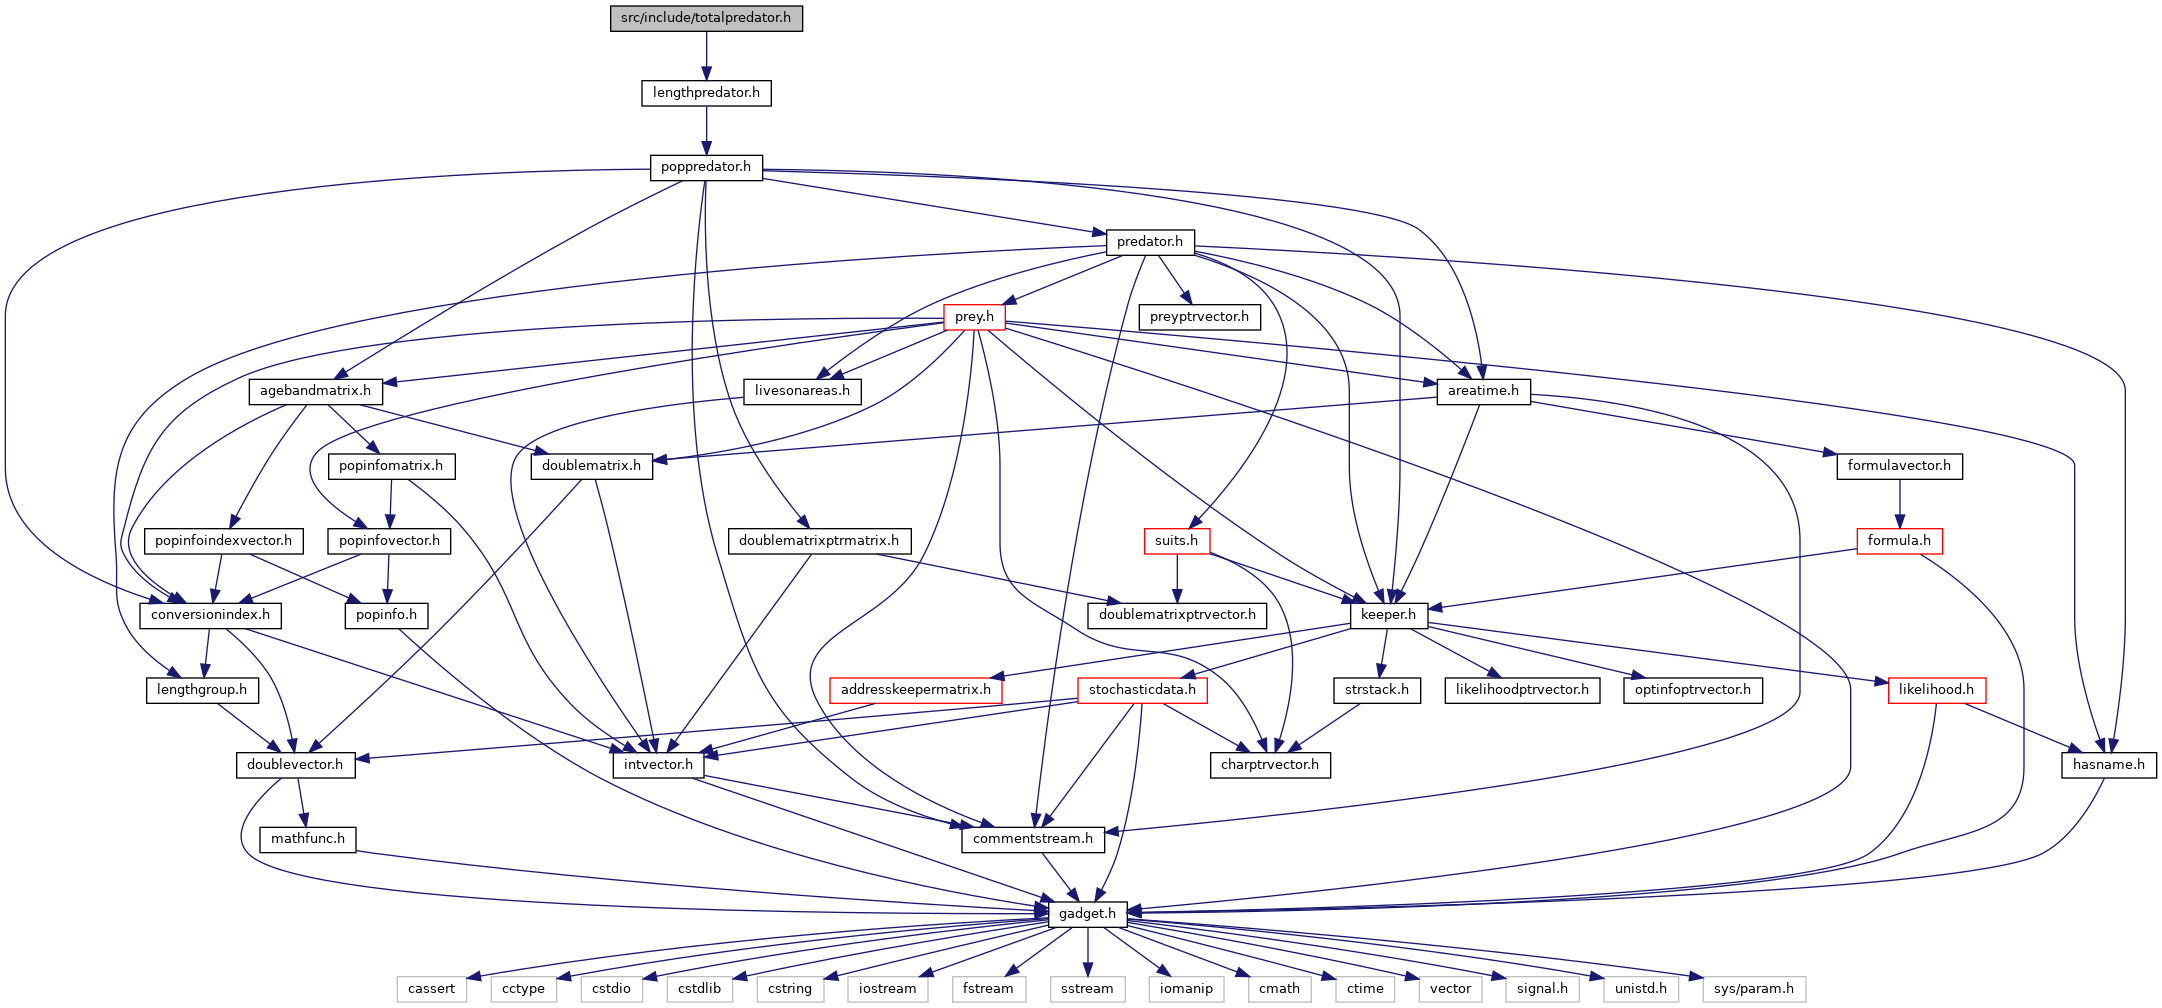 src/include/totalpredator.h
lengthpredator.h
poppredator.h
predator.h
prey.h
preyptrvector.h
agebandmatrix.h
livesonareas.h
areatime.h
popinfomatrix.h
doublematrix.h
formulavector.h
popinfoindexvector.h
popinfovector.h
doublematrixptrmatrix.h
suits.h
formula.h
conversionindex.h
popinfo.h
doublematrixptrvector.h
keeper.h
lengthgroup.h
addresskeepermatrix.h
stochasticdata.h
strstack.h
likelihoodptrvector.h
optinfoptrvector.h
likelihood.h
doublevector.h
intvector.h
charptrvector.h
hasname.h
mathfunc.h
commentstream.h
gadget.h
cassert
cctype
cstdio
cstdlib
cstring
iostream
fstream
sstream
iomanip
cmath
ctime
vector
signal.h
unistd.h
sys/param.h